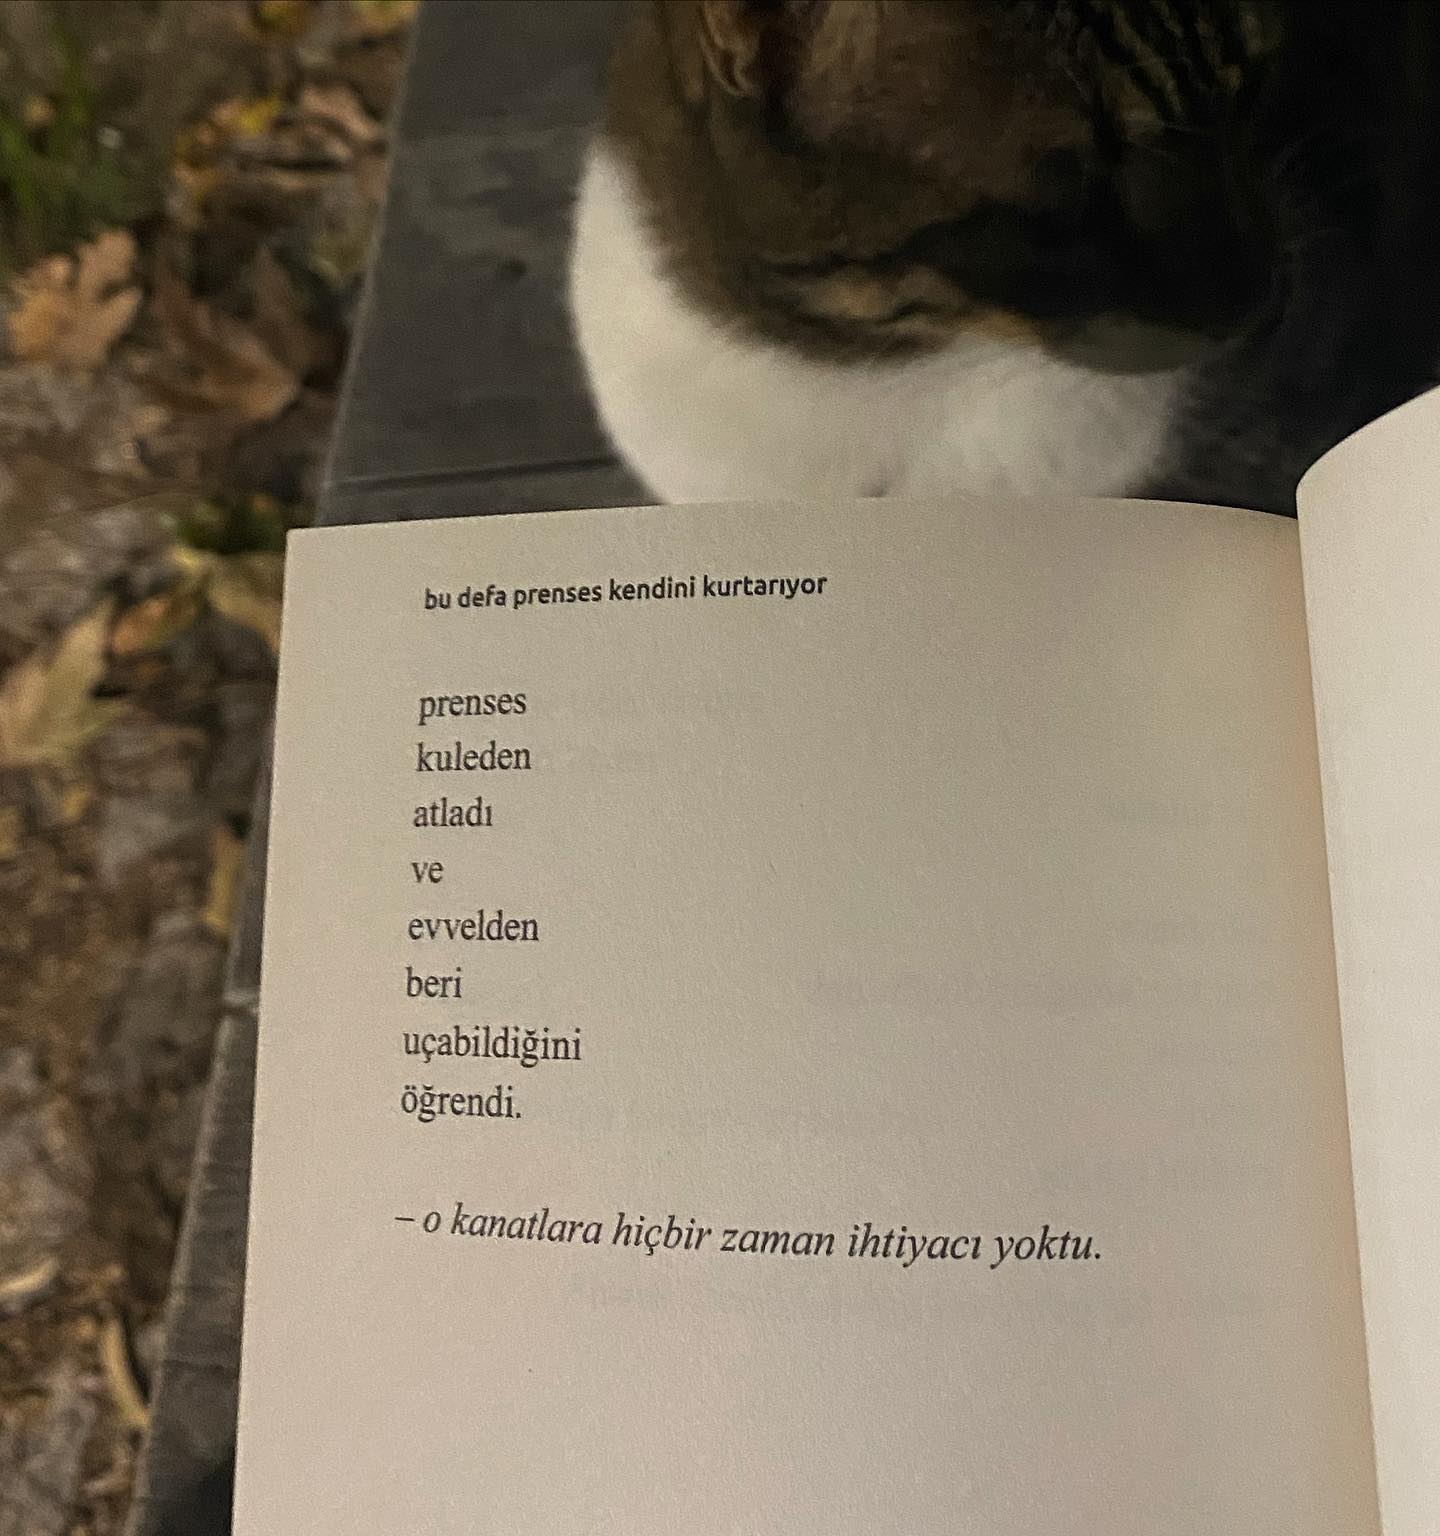 bu defa prenses kendini kurtarıyor
prenses
kuleden
atladı
ve
evvelden
beri
uçabildiğini
öğrendi.
– o kanatlara hiçbir zaman ihtiyacı yoktu.